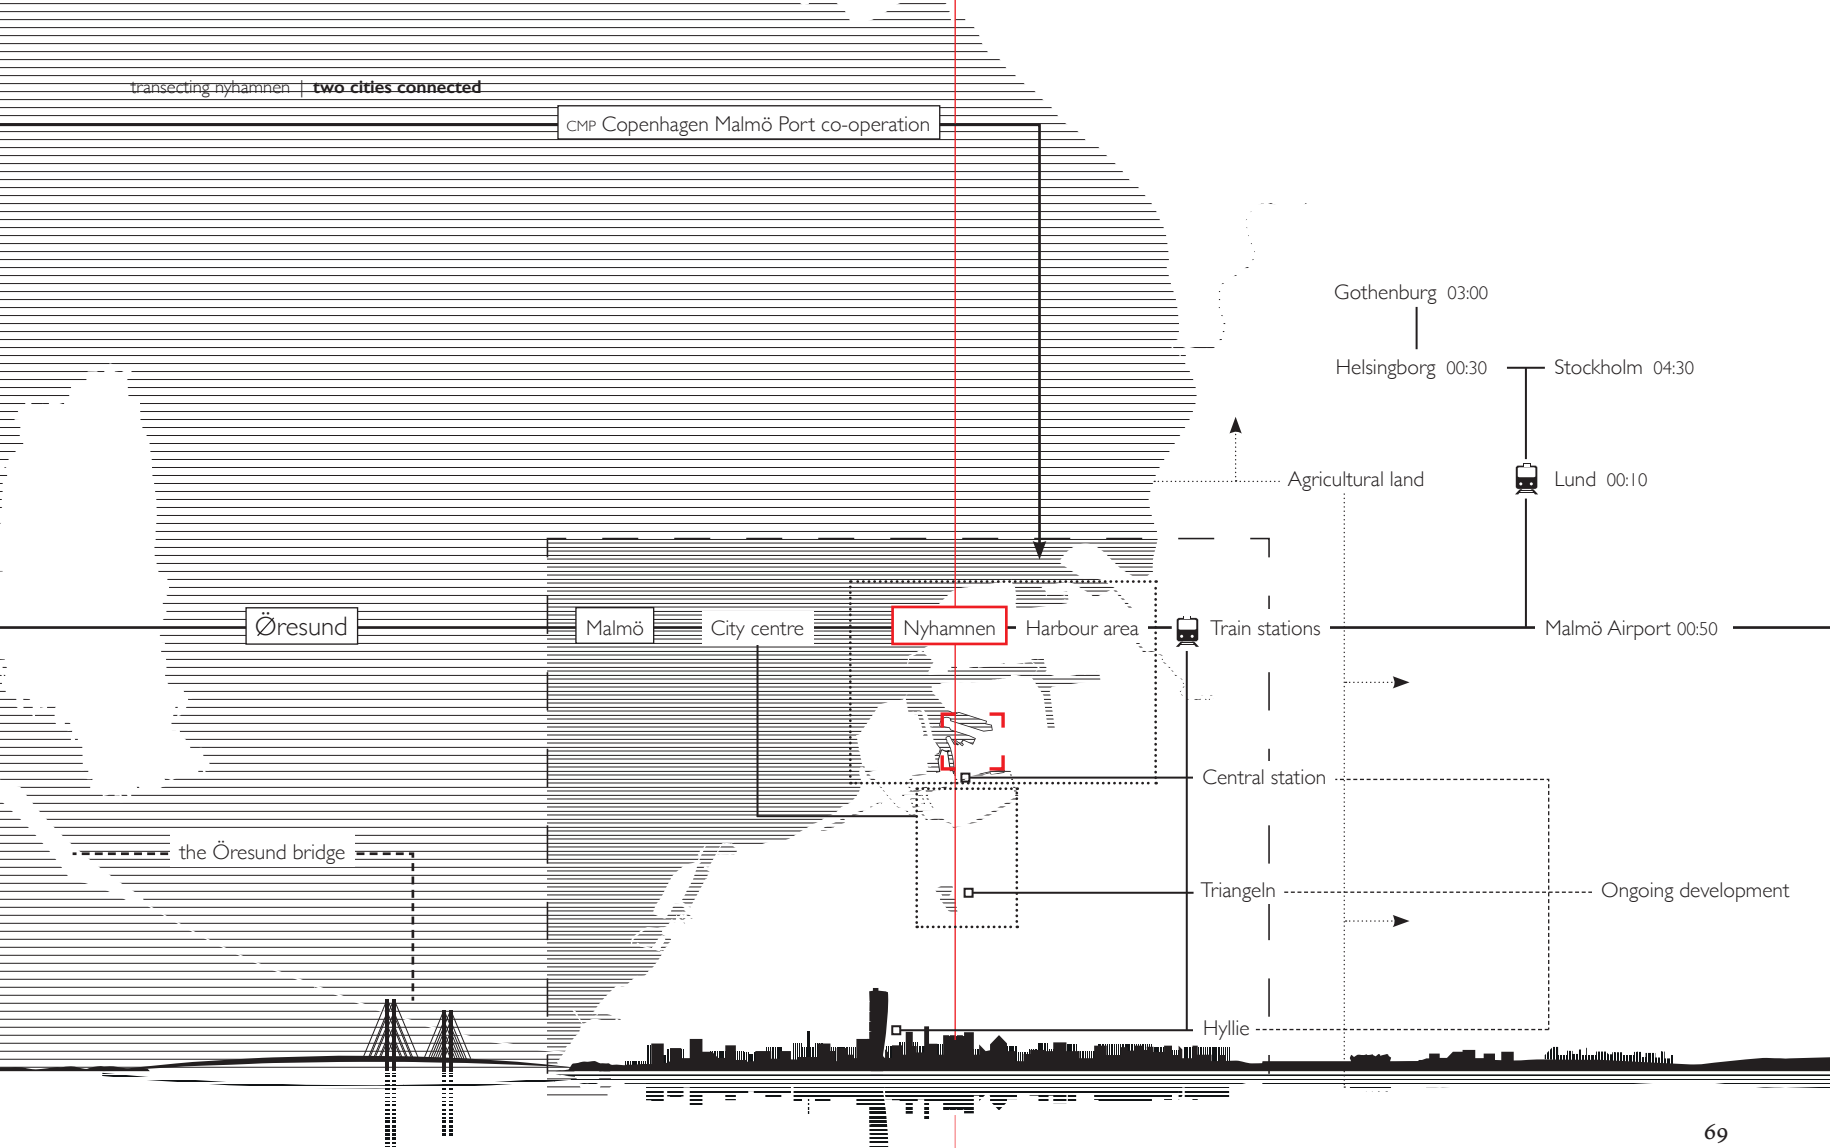 transecting nyhamnen | two cities connected
CMP Copenhagen Malmö Port co-operation
Gothenburg 03:00
Helsingborg 00:30
Stockholm 04:30
Agricultural land
Lund 00:10
Øresund
Malmö
City centre
Nyhamnen
Harbour area
Train stations
Malmö Airport 00:50
Central station
the Öresund bridge
Triangeln
Ongoing development
Hyllie
69